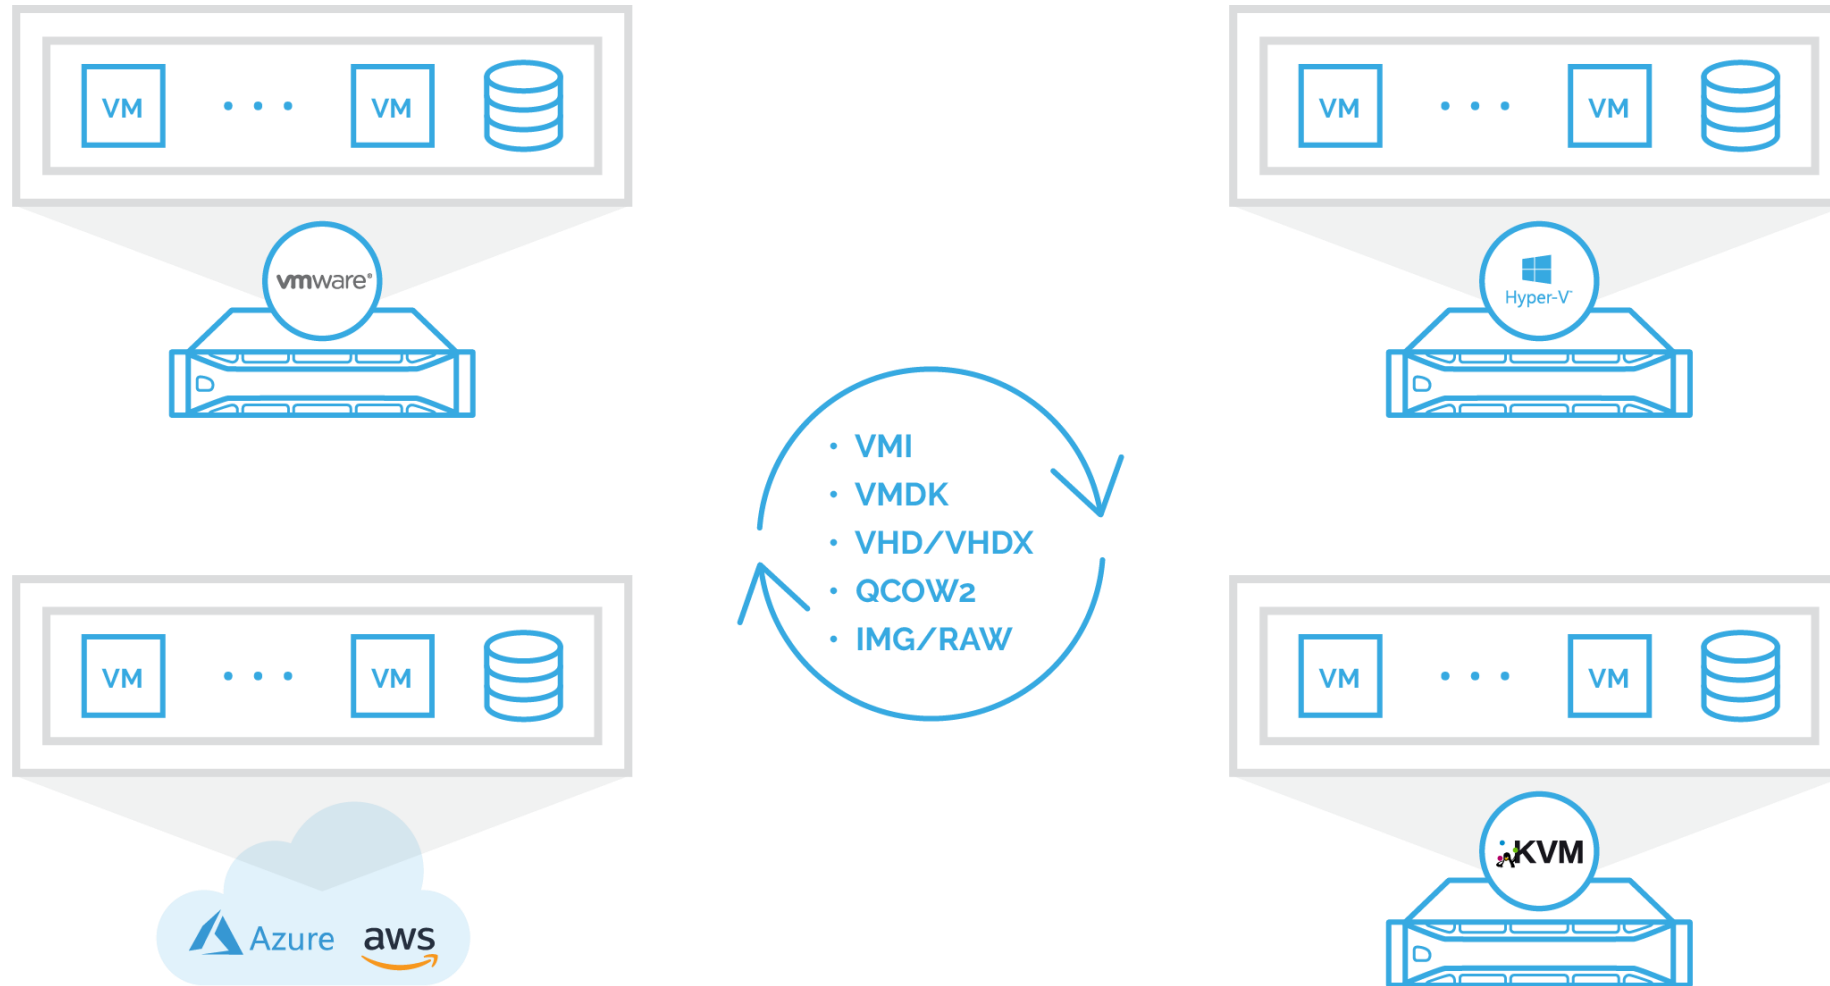 VM
VM
VM
VM
vmware®
Hyper-V™
VMI
VMDK
VHD/VHDX
QCOW2
IMG/RAW
VM
VM
VM
VM
Azure
aws
KVM